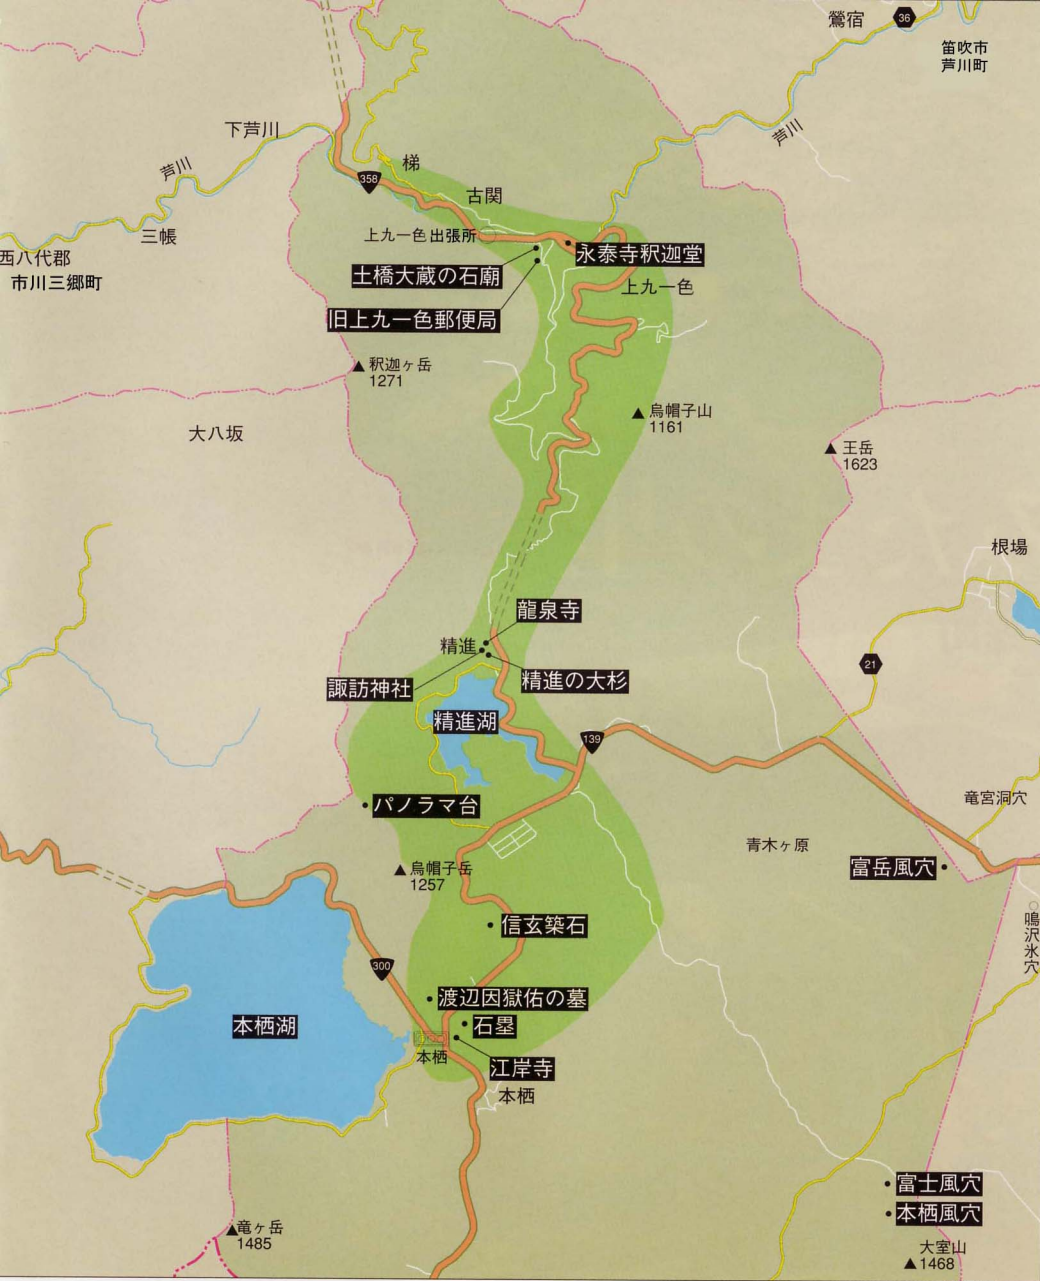 鶯宿
36
笛吹市
芦川町
下芦川
芦川
芦川
梯
358
古関
三帳
上九一色出張所
西八代郡
市川三郷町
永泰寺釈迦堂
土橋大蔵の石廟
上九一色
旧上九一色郵便局
釈迦ヶ岳
1271
烏帽子山
1161
大八坂
王岳
1623
根場
龍泉寺
精進
21
諏訪神社
精進の大杉
精進湖
139
パノラマ台
竜宮洞穴
青木ヶ原
烏帽子岳
1257
富岳風穴
信玄築石
鳴沢氷穴
300
渡辺因獄佑の墓
本栖湖
石塁
本栖
江岸寺
本栖
富士風穴
本栖風穴
竜ヶ岳
1485
大室山
1468